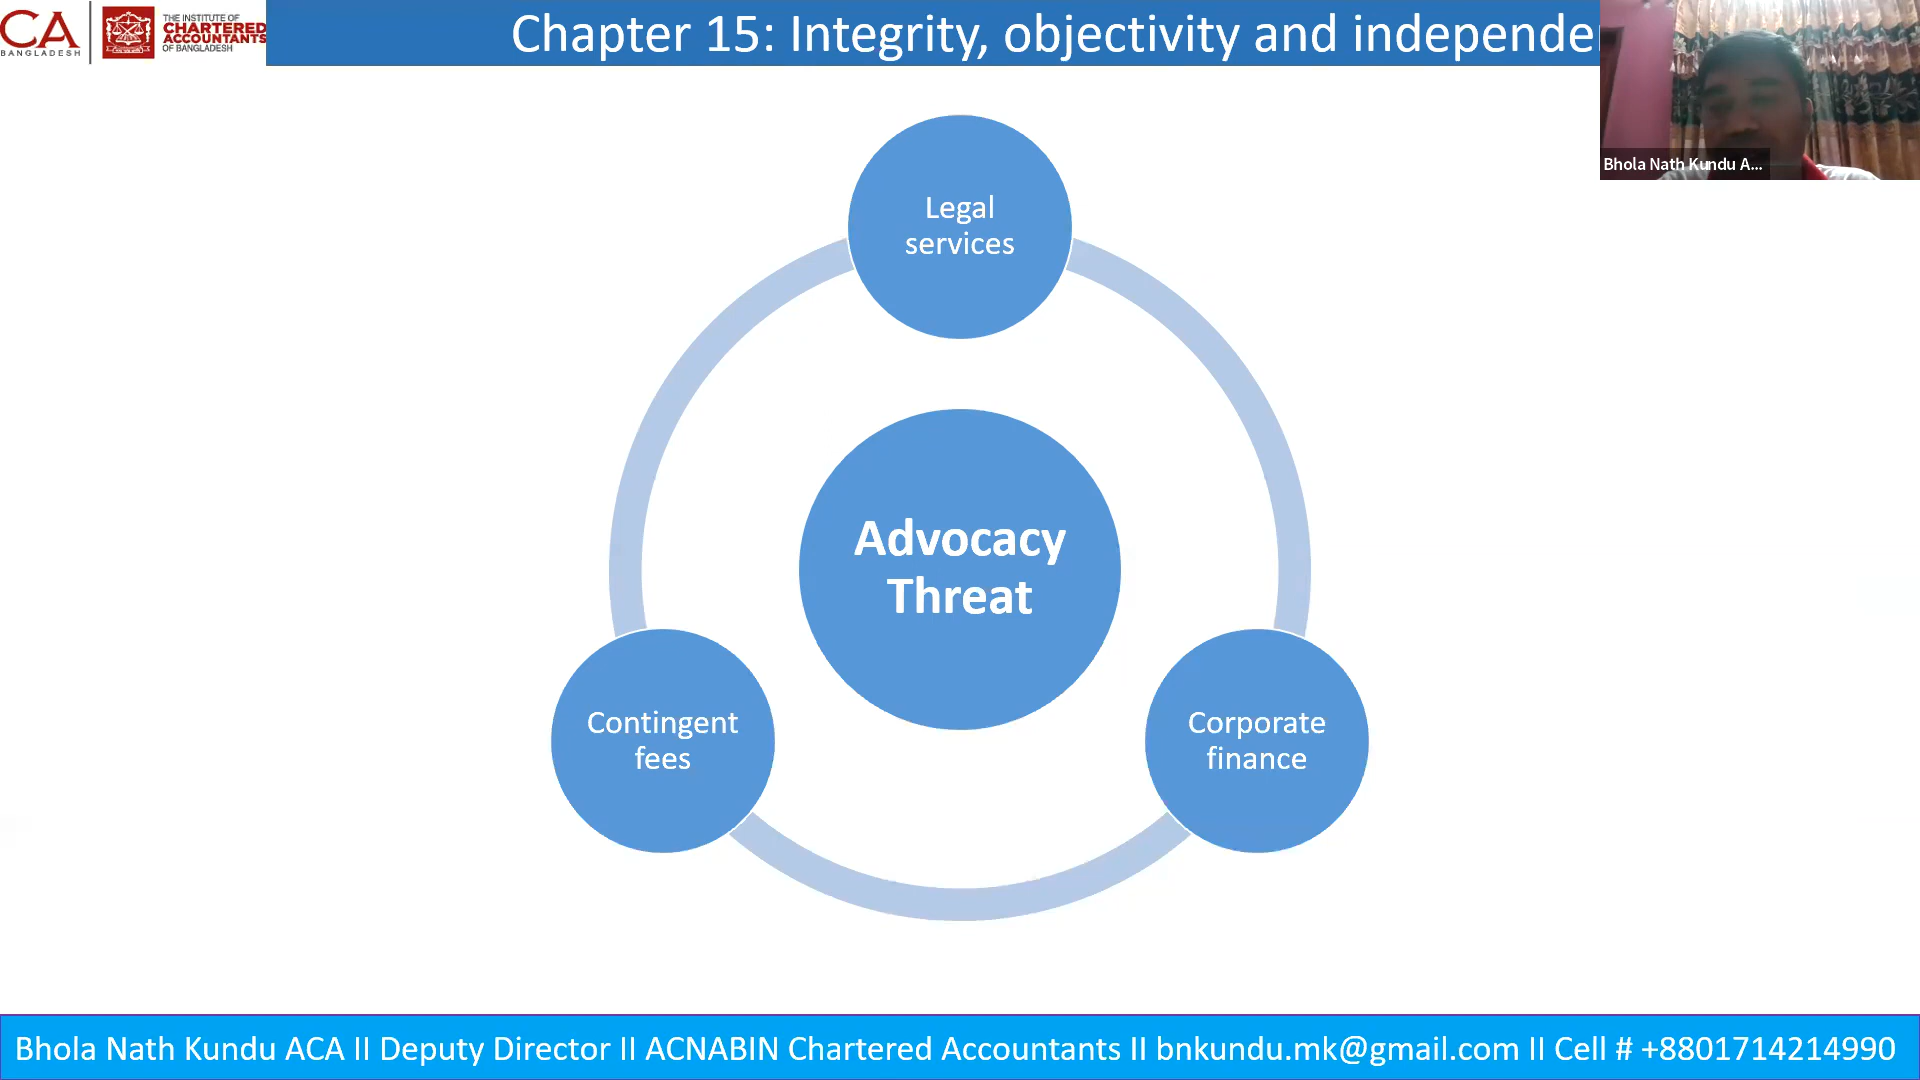 CA
BANGLADESH
THE INSTITUTE OF
CHARTERED
ACCOUNTANTS
OF BANGLADESH
Chapter 15: Integrity, objectivity and independe
Bhola Nath Kundu A...
Legal
services
Advocacy
Threat
Contingent
fees
Corporate
finance
Bhola Nath Kundu ACA II Deputy Director II ACNABIN Chartered Accountants II bnkundu.mk@gmail.com II Cell # +8801714214990